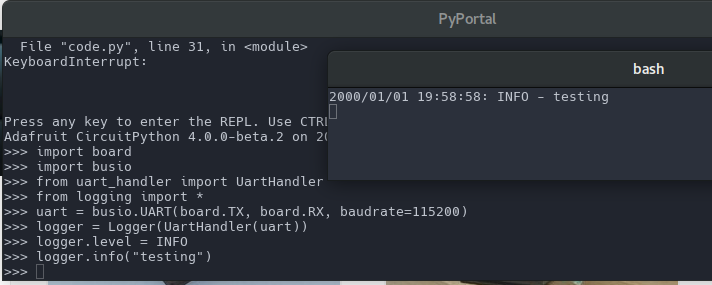 PyPortal
File "code.py", line 31, in <module>
KeyboardInterrupt:
bash
2000/01/01 19:58:58: INFO - testing
Press any key to enter the REPL. Use CTRL
Adafruit CircuitPython 4.0.0-beta.2 on 20
>>> import board
>>> import busio
>>> from uart_handler import UartHandler
>>> from logging import *
>>> uart = busio.UART(board.TX, board.RX, baudrate=115200)
>>> logger = Logger(UartHandler(uart))
>>> logger.level = INFO
>>> logger.info("testing")
>>>